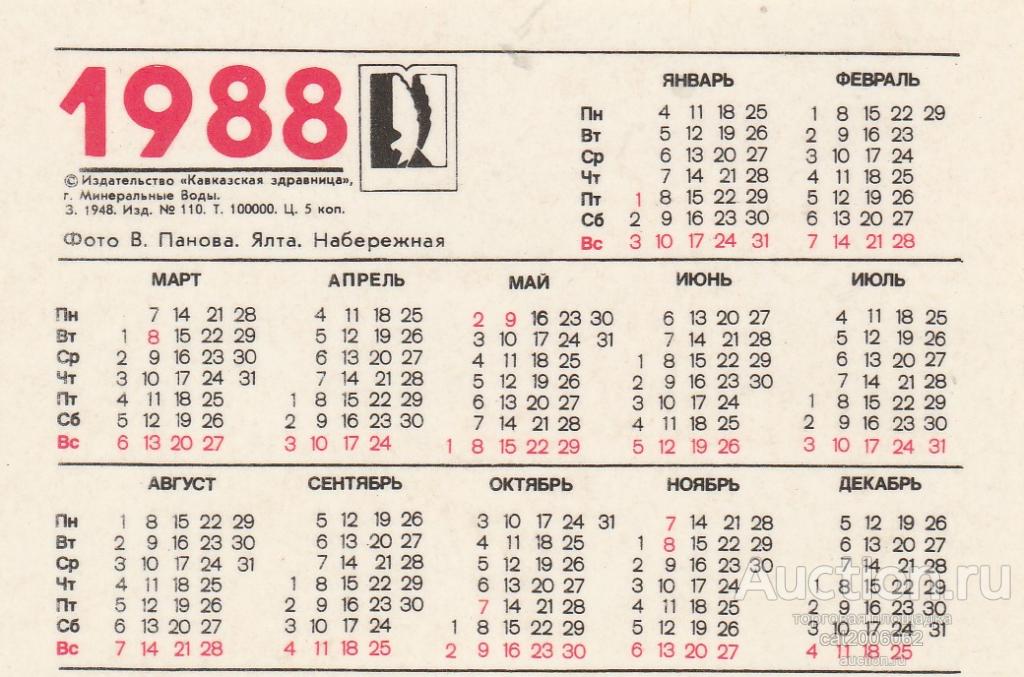 1988
© Издательство «Кавказская здравница»,
г. Минеральные Воды.
З. 1948. Изд. № 110. Т. 100000. Ц. 5 коп.
Фото В. Панова. Ялта. Набережная
ЯНВАРЬ ФЕВРАЛЬ
Пн 4 11 18 25 1 8 15 22 29
Вт 5 12 19 26 2 9 16 23
Ср 6 13 20 27 3 10 17 24
Чт 7 14 21 28 4 11 18 25
Пт 1 8 15 22 29 5 12 19 26
Сб 2 9 16 23 30 6 13 20 27
Вс 3 10 17 24 31 7 14 21 28
МАРТ АПРЕЛЬ МАЙ ИЮНЬ ИЮЛЬ
Пн 7 14 21 28 4 11 18 25 2 9 16 23 30 6 13 20 27 4 11 18 25
Вт 1 8 15 22 29 5 12 19 26 3 10 17 24 31 7 14 21 28 5 12 19 26
Ср 2 9 16 23 30 6 13 20 27 4 11 18 25 1 8 15 22 29 6 13 20 27
Чт 3 10 17 24 31 7 14 21 28 5 12 19 26 2 9 16 23 30 7 14 21 28
Пт 4 11 18 25 1 8 15 22 29 6 13 20 27 3 10 17 24 1 8 15 22 29
Сб 5 12 19 26 2 9 16 23 30 7 14 21 28 4 11 18 25 2 9 16 23 30
Вс 6 13 20 27 3 10 17 24 1 8 15 22 29 5 12 19 26 3 10 17 24 31
АВГУСТ СЕНТЯБРЬ ОКТЯБРЬ НОЯБРЬ ДЕКАБРЬ
Пн 1 8 15 22 29 5 12 19 26 3 10 17 24 31 7 14 21 28 5 12 19 26
Вт 2 9 16 23 30 6 13 20 27 4 11 18 25 1 8 15 22 29 6 13 20 27
Ср 3 10 17 24 31 7 14 21 28 5 12 19 26 2 9 16 23 30 7 14 21 28
Чт 4 11 18 25 1 8 15 22 29 6 13 20 27 3 10 17 24 1 8 15 22 29
Пт 5 12 19 26 2 9 16 23 30 7 14 21 28 4 11 18 25 2 9 16 23 30
Сб 6 13 20 27 3 10 17 24 1 8 15 22 29 5 12 19 26 3 10 17 24 31
Вс 7 14 21 28 4 11 18 25 2 9 16 23 30 6 13 20 27 4 11 18 25
Auction.ru
торговая площадка
cat2006062
auction.ru